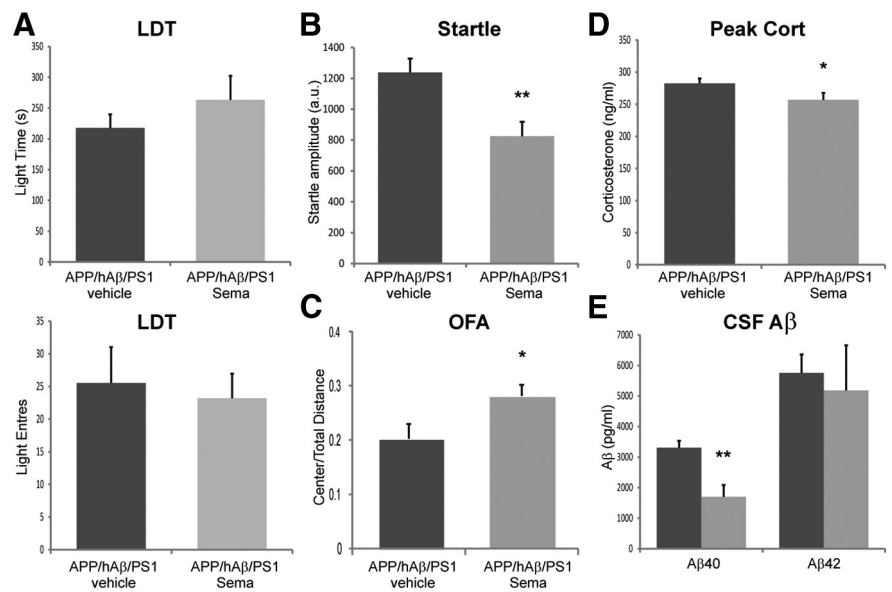 A
LDT
Light Time (s)
350
300
250
200
150
100
50
0
APP/hAβ/PS1
vehicle
APP/hAβ/PS1
Sema
LDT
Light Entres
35
30
25
20
15
10
5
0
APP/hAβ/PS1
vehicle
APP/hAβ/PS1
Sema
B
Startle
Startle amplitude (a.u.)
1400
1200
1000
800
600
400
200
0
**
APP/hAβ/PS1
vehicle
APP/hAβ/PS1
Sema
C
OFA
Center/Total Distance
0.4
0.3
0.2
0.1
0
*
APP/hAβ/PS1
vehicle
APP/hAβ/PS1
Sema
D
Peak Cort
Corticosterone (ng/ml)
350
300
250
200
150
100
50
0
*
APP/hAβ/PS1
vehicle
APP/hAβ/PS1
Sema
E
CSF Aβ
Aβ (pg/ml)
7000
6000
5000
4000
3000
2000
1000
0
**
Aβ40
Aβ42